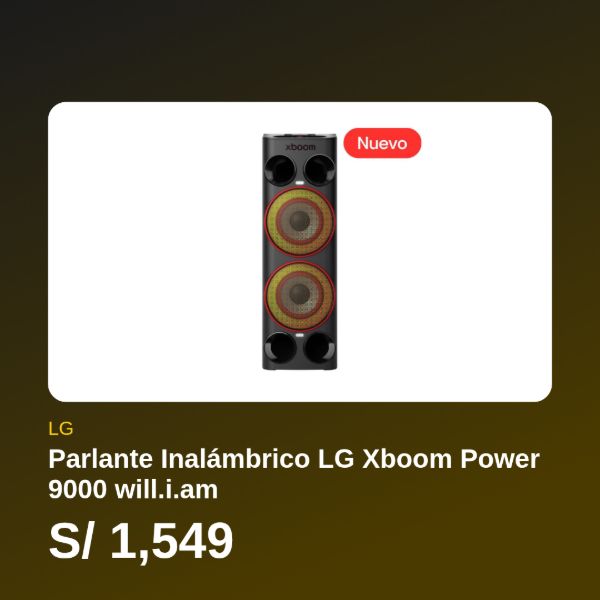 Nuevo
xboom
LG
Parlante Inalámbrico LG Xboom Power
9000 will.i.am
S/ 1,549